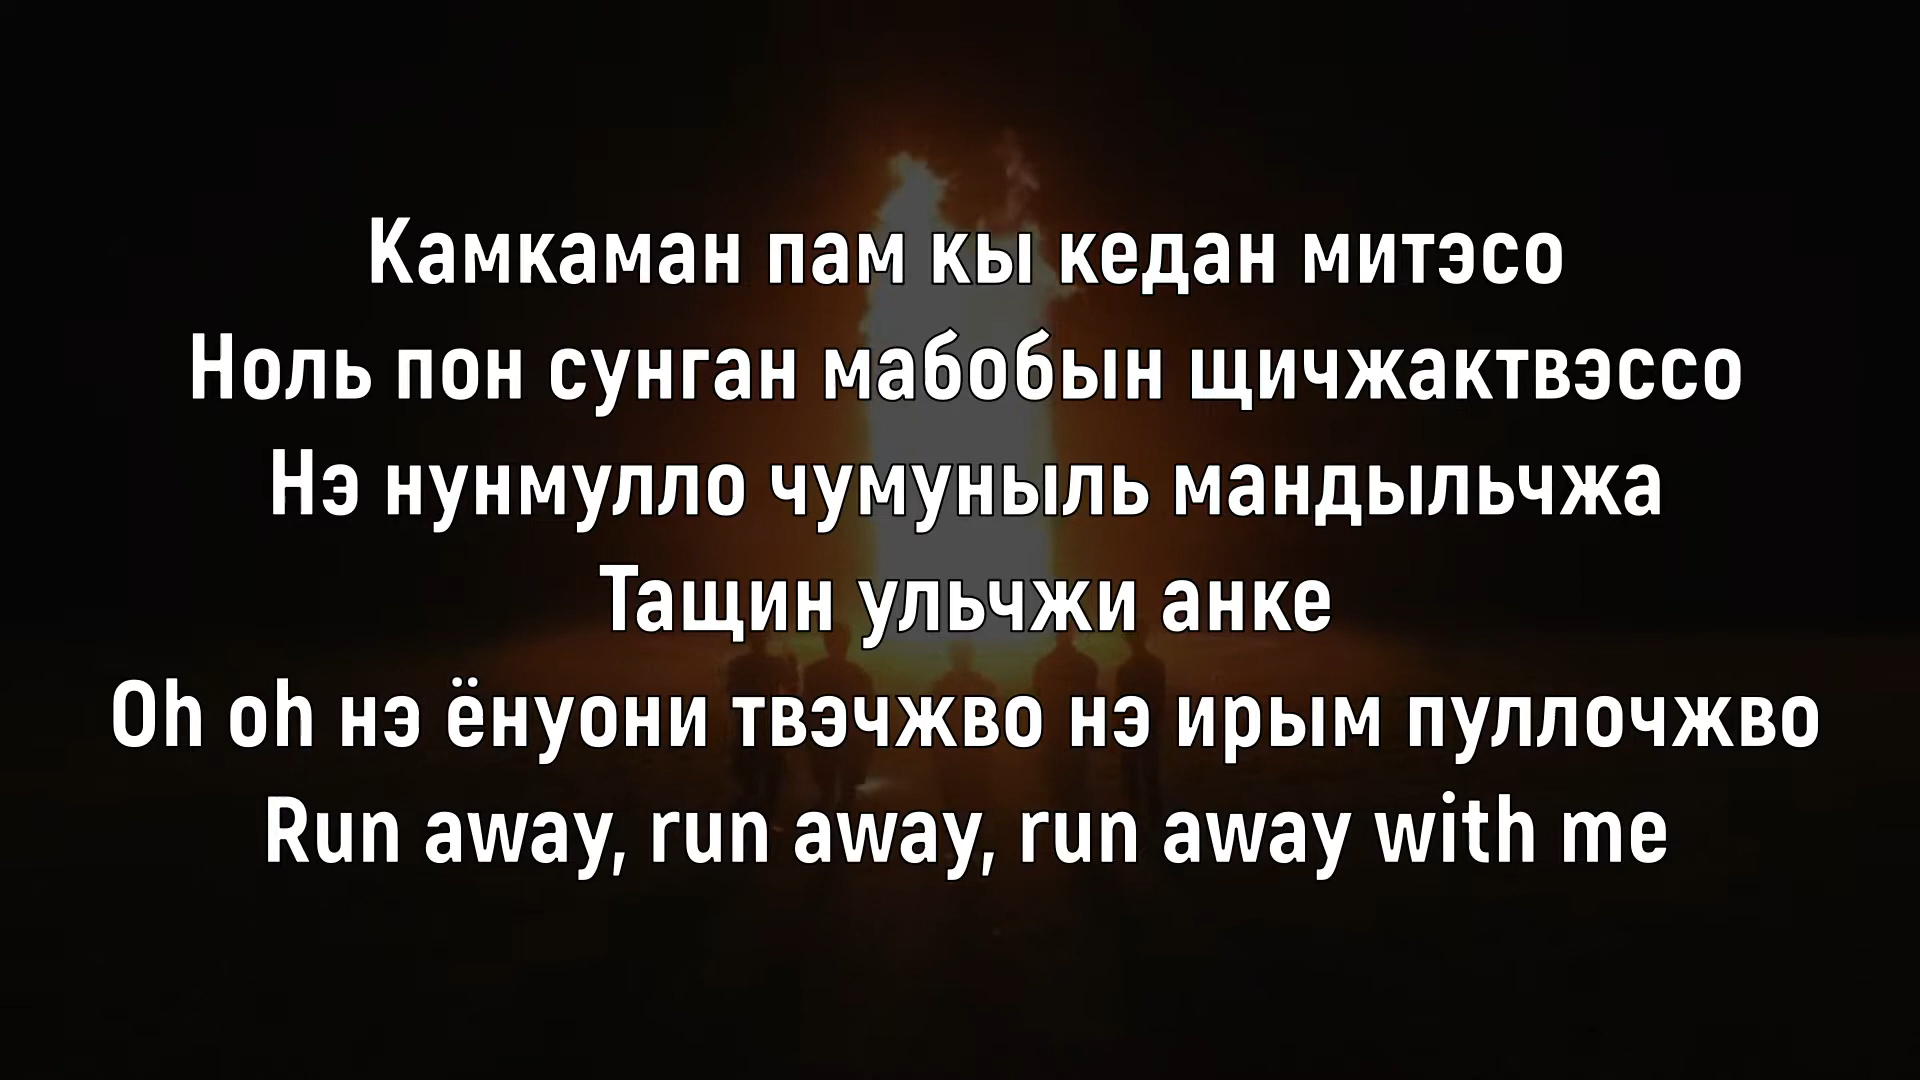 Камкаман пам кы кедан митэсо
Ноль пон сунган мабобын щичжактвэссо
Нэ нунмулло чумуныль мандыльчжа
Тащин ульчжи анке
Oh oh нэ ёнуони твэчжво нэ ирым пуллочжво
Run away, run away, run away with me